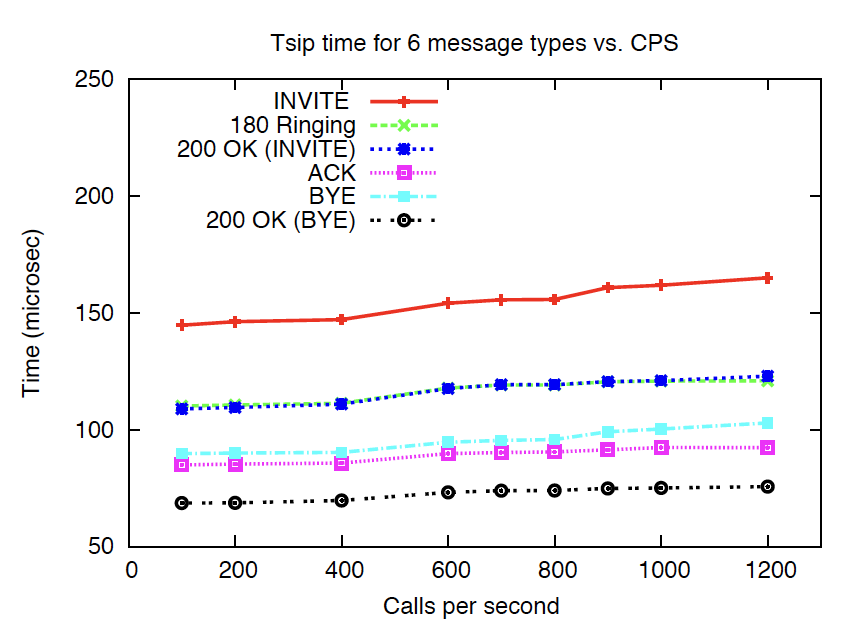 Tsip time for 6 message types vs. CPS
250
200
150
100
50
Time (microsec)
INVITE
180 Ringing
200 OK (INVITE)
ACK
BYE
200 OK (BYE)
0 200 400 600 800 1000 1200
Calls per second